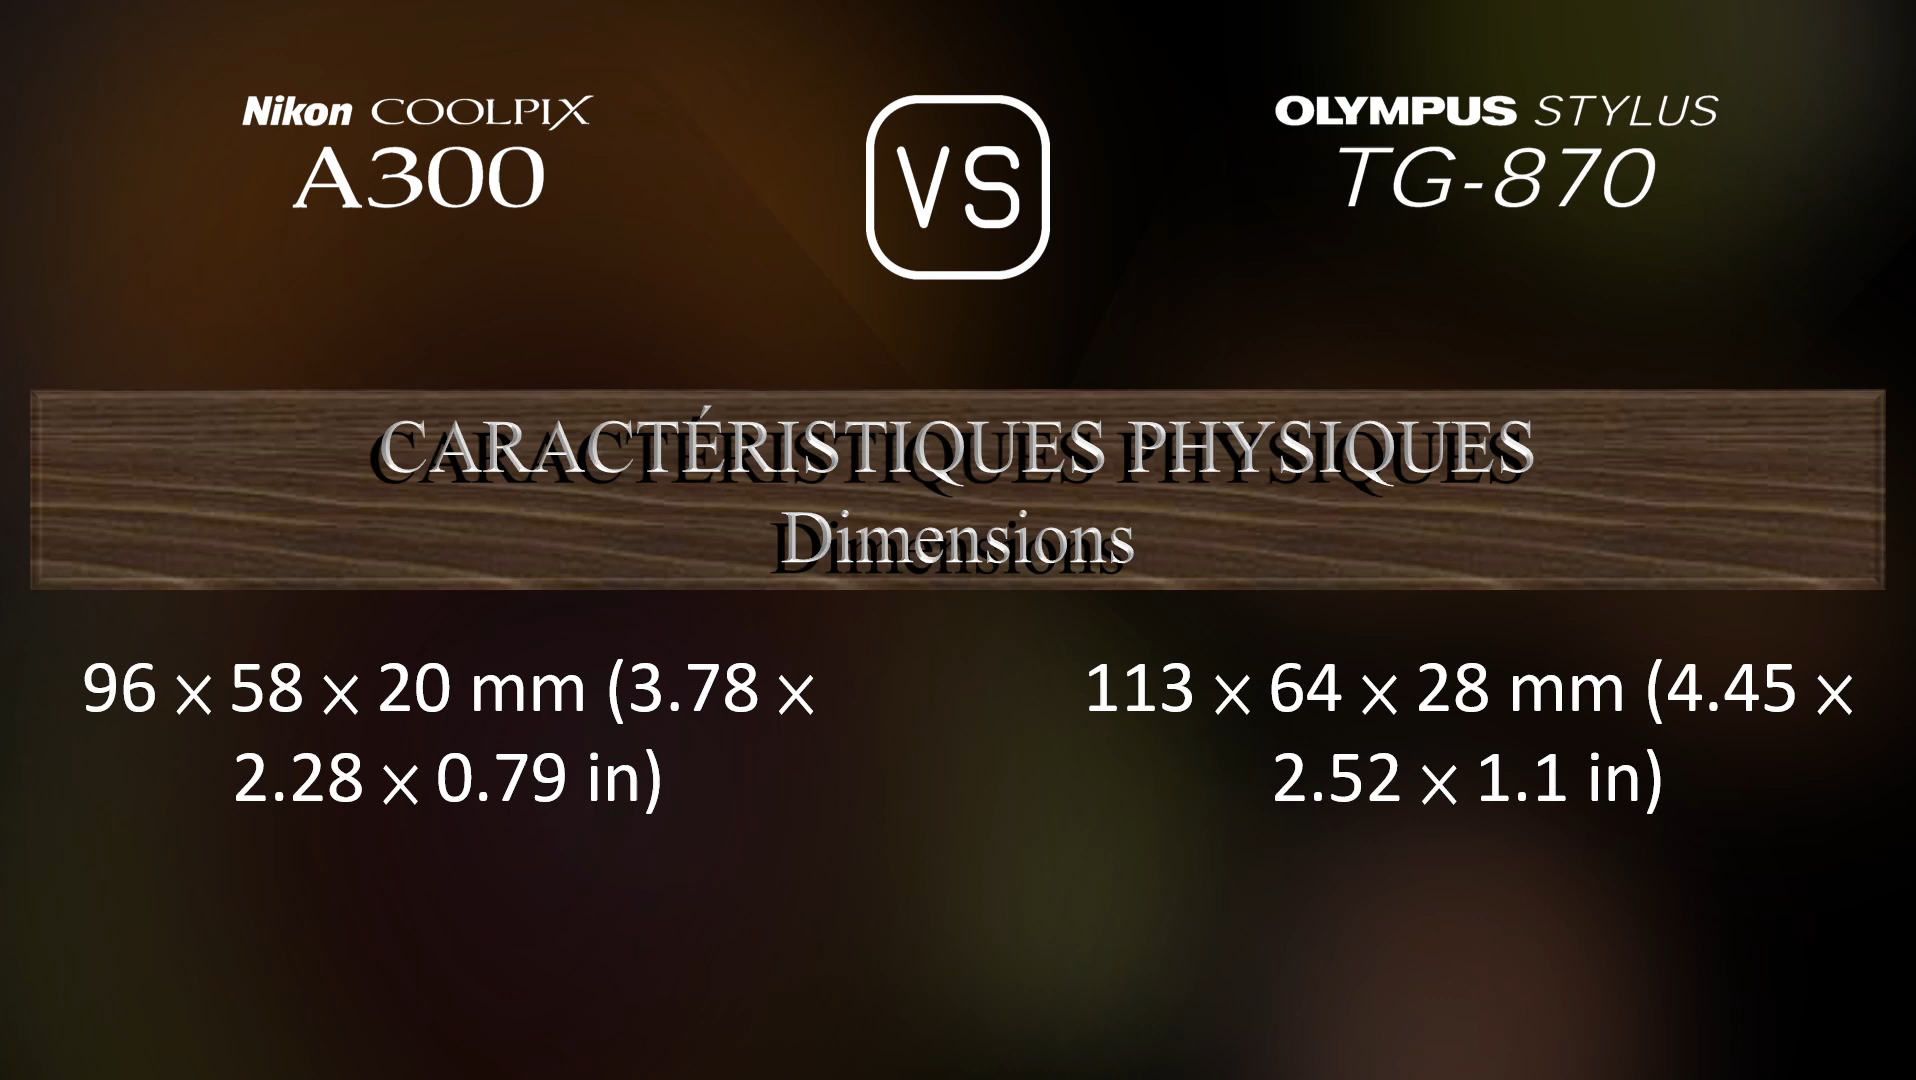 Nikon COOLPIX
A300
VS
OLYMPUS STYLUS
TG-870
CARACTÉRISTIQUES PHYSIQUES
Dimensions
96 x 58 x 20 mm (3.78 x
2.28 x 0.79 in)
113 x 64 x 28 mm (4.45 x
2.52 x 1.1 in)